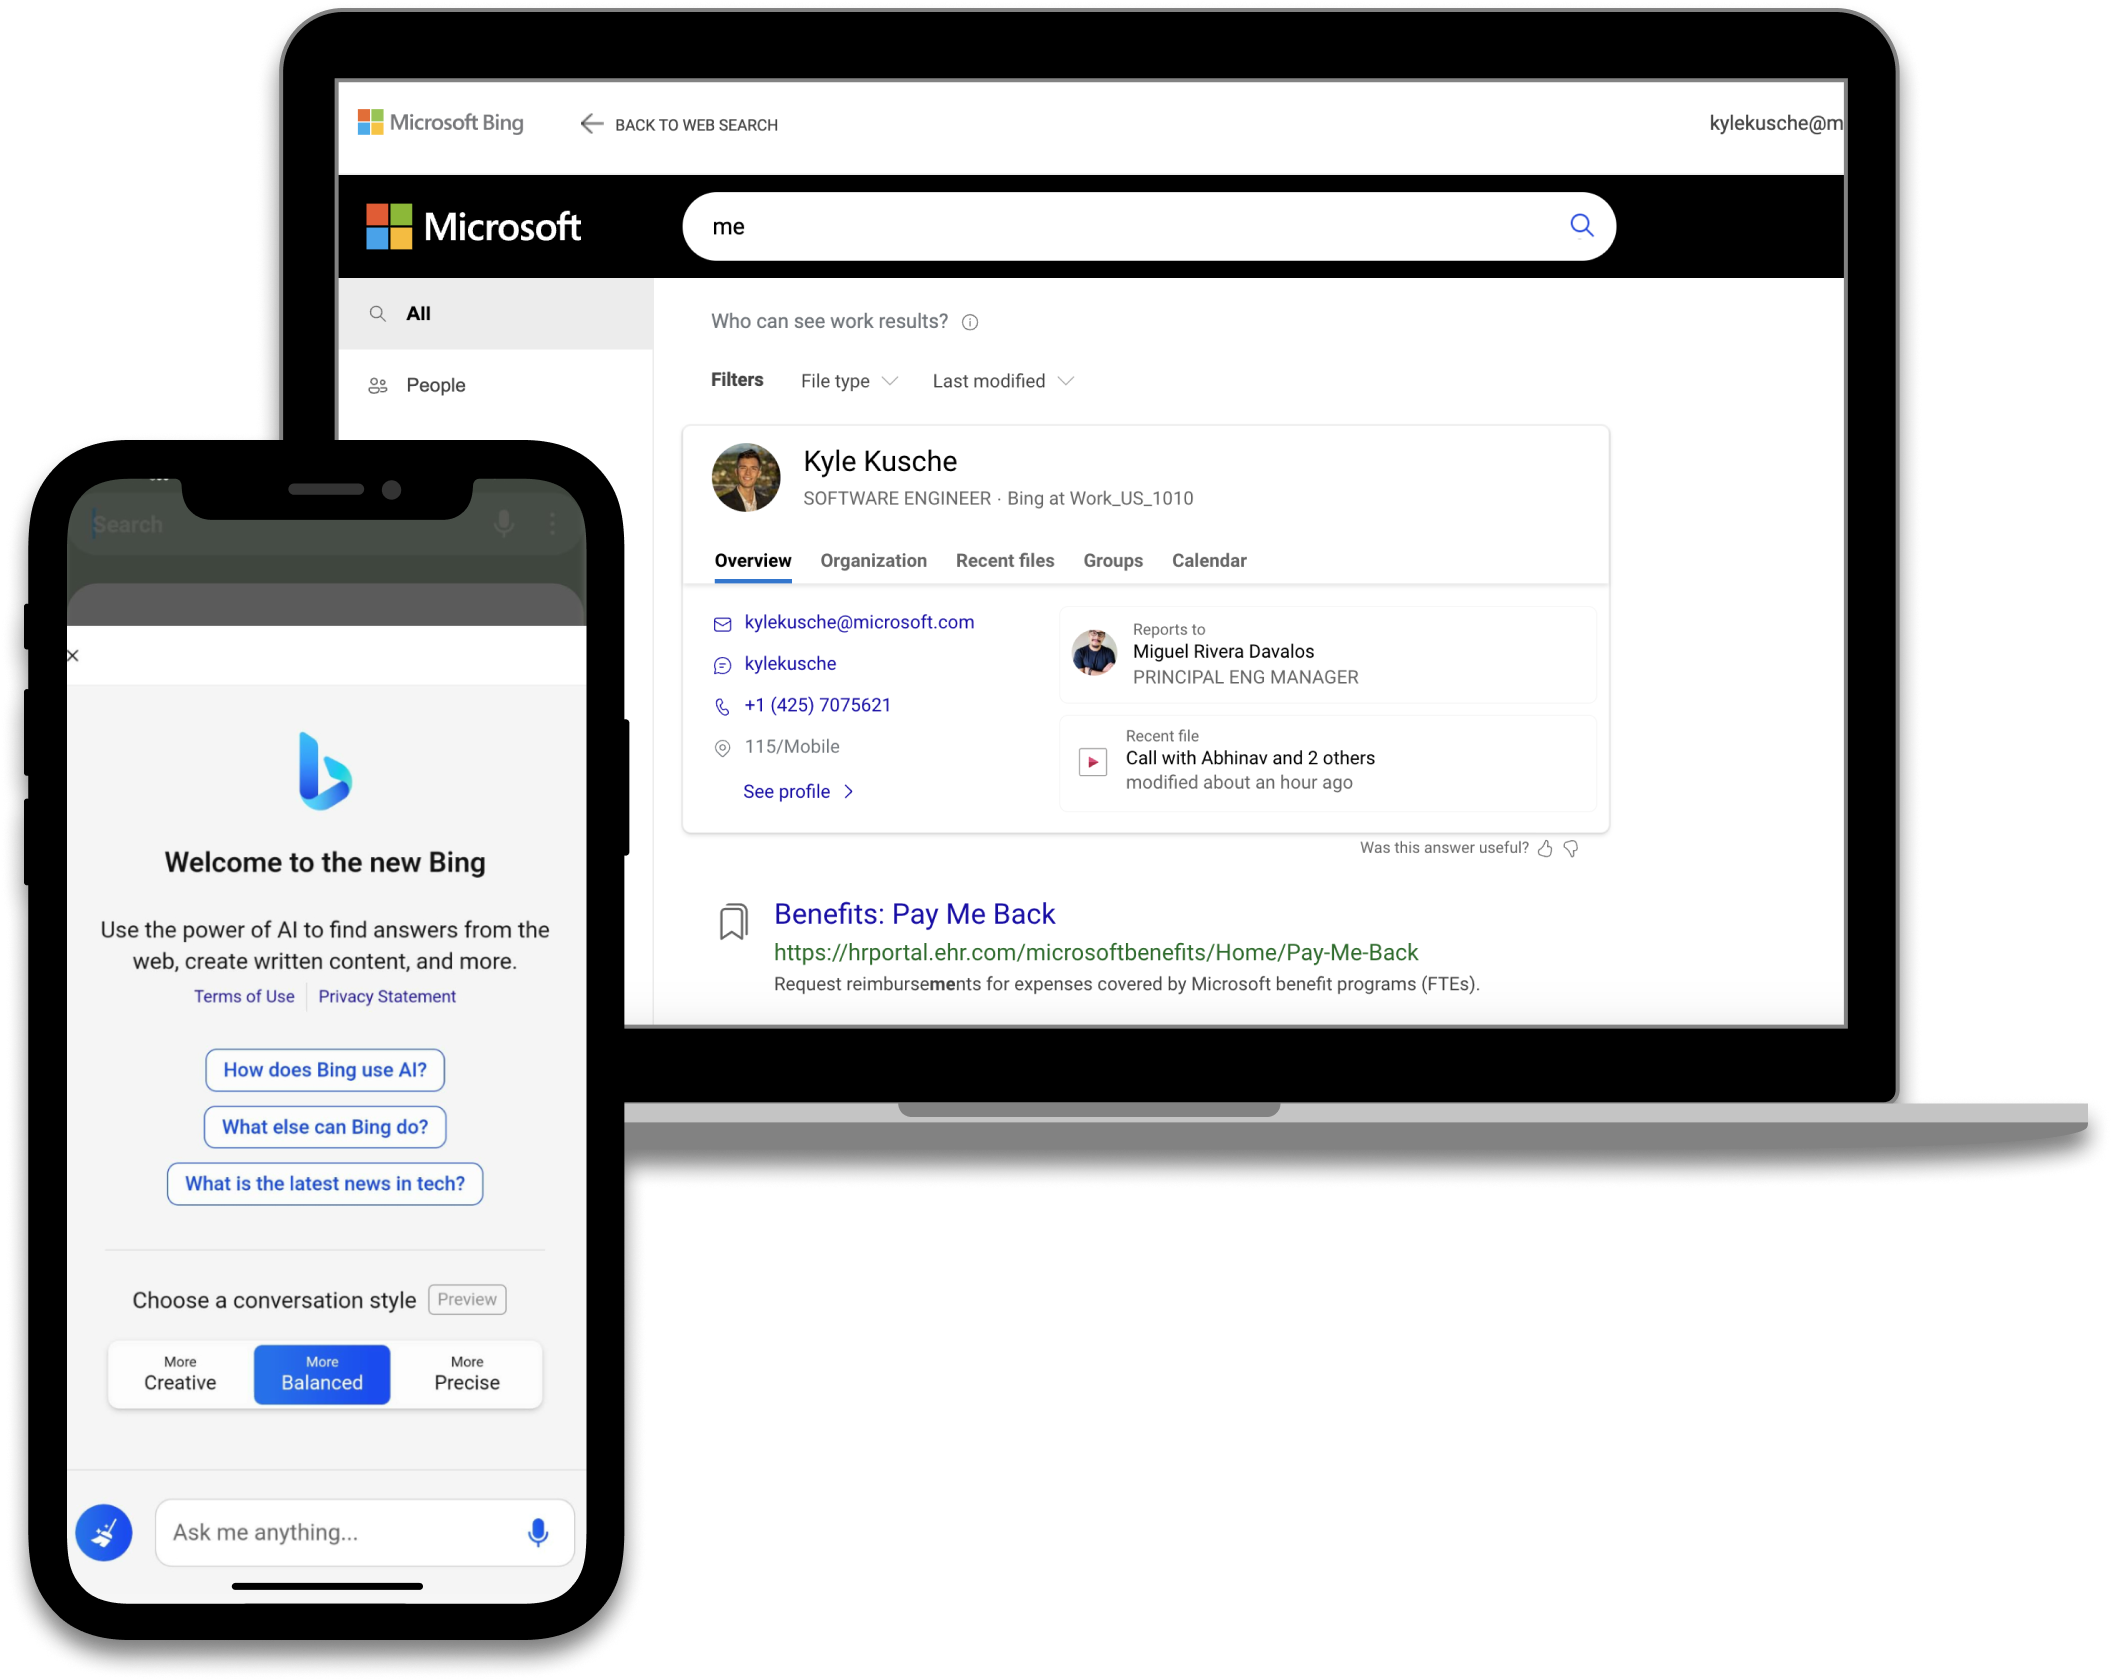 Microsoft Bing
BACK TO WEB SEARCH
kylekusche@m
Microsoft
me
All
People
Who can see work results?
Filters File type Last modified
Kyle Kusche
SOFTWARE ENGINEER · Bing at Work_US_1010
Overview Organization Recent files Groups Calendar
kylekusche@microsoft.com
kylekusche
+1 (425) 7075621
115/Mobile
See profile
Reports to
Miguel Rivera Davalos
PRINCIPAL ENG MANAGER
Recent file
Call with Abhinav and 2 others
modified about an hour ago
Was this answer useful?
Benefits: Pay Me Back
https://hrportal.ehr.com/microsoftbenefits/Home/Pay-Me-Back
Request reimbursements for expenses covered by Microsoft benefit programs (FTEs).
Search
Welcome to the new Bing
Use the power of AI to find answers from the
web, create written content, and more.
Terms of Use Privacy Statement
How does Bing use AI?
What else can Bing do?
What is the latest news in tech?
Choose a conversation style Preview
More
Creative
More
Balanced
More
Precise
Ask me anything...